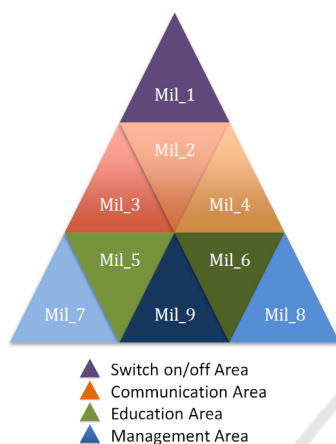 Mil_1
Mil_2
Mil_3
Mil_4
Mil_5
Mil_6
Mil_7
Mil_9
Mil_8
Switch on/off Area
Communication Area
Education Area
Management Area